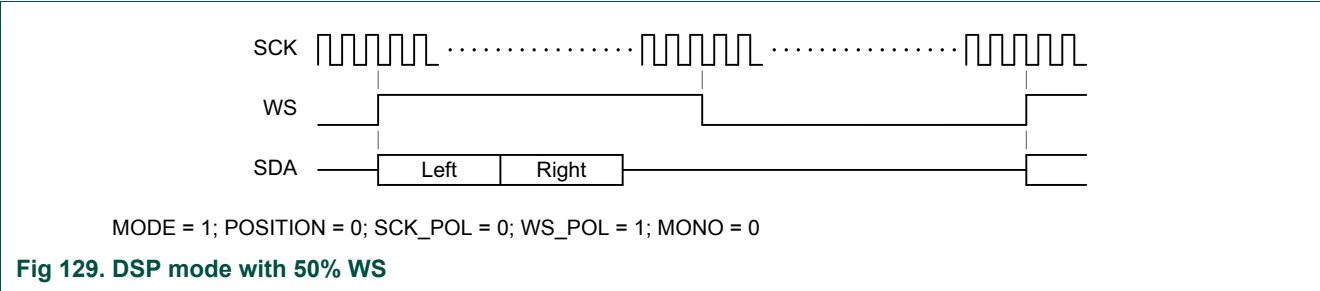 SCK
WS
SDA Left Right
MODE = 1; POSITION = 0; SCK_POL = 0; WS_POL = 1; MONO = 0
Fig 129. DSP mode with 50% WS